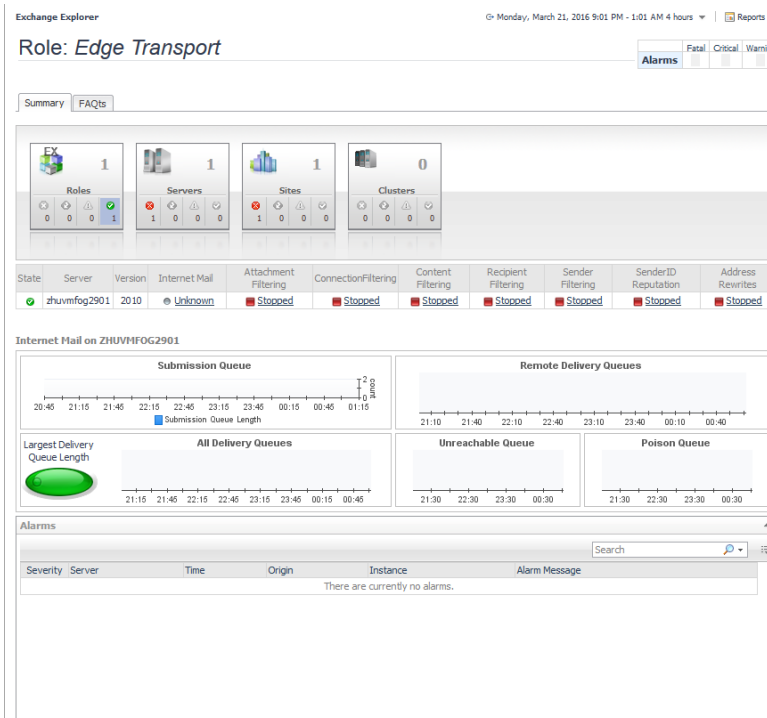 Exchange Explorer
Monday, March 21, 2016 9:01 PM - 1:01 AM 4 hours
Reports
Role: Edge Transport
Fatal Critical Warni
Alarms
Summary FAQts
EX 1 1 1 0
Roles Servers Sites Clusters
0 0 0 1 1 0 0 0 1 0 0 0 0 0 0 0
State Server Version Internet Mail Attachment Filtering ConnectionFiltering Content Filtering Recipient Filtering Sender Filtering SenderID Reputation Address Rewrites
zhuvmfog2901 2010 Unknown Stopped Stopped Stopped Stopped Stopped Stopped Stopped
Internet Mail on ZHUVMFOG2901
Submission Queue
2
0
count
20:45 21:15 21:45 22:15 22:45 23:15 23:45 00:15 00:45 01:15
Submission Queue Length
Remote Delivery Queues
21:10 21:40 22:10 22:40 23:10 23:40 00:10 00:40
Largest Delivery
Queue Length
0
All Delivery Queues
21:15 21:45 22:15 22:45 23:15 23:45 00:15 00:45
Unreachable Queue
21:30 22:30 23:30 00:30
Poison Queue
21:30 22:30 23:30 00:30
Alarms
Search
Severity Server Time Origin Instance Alarm Message
There are currently no alarms.